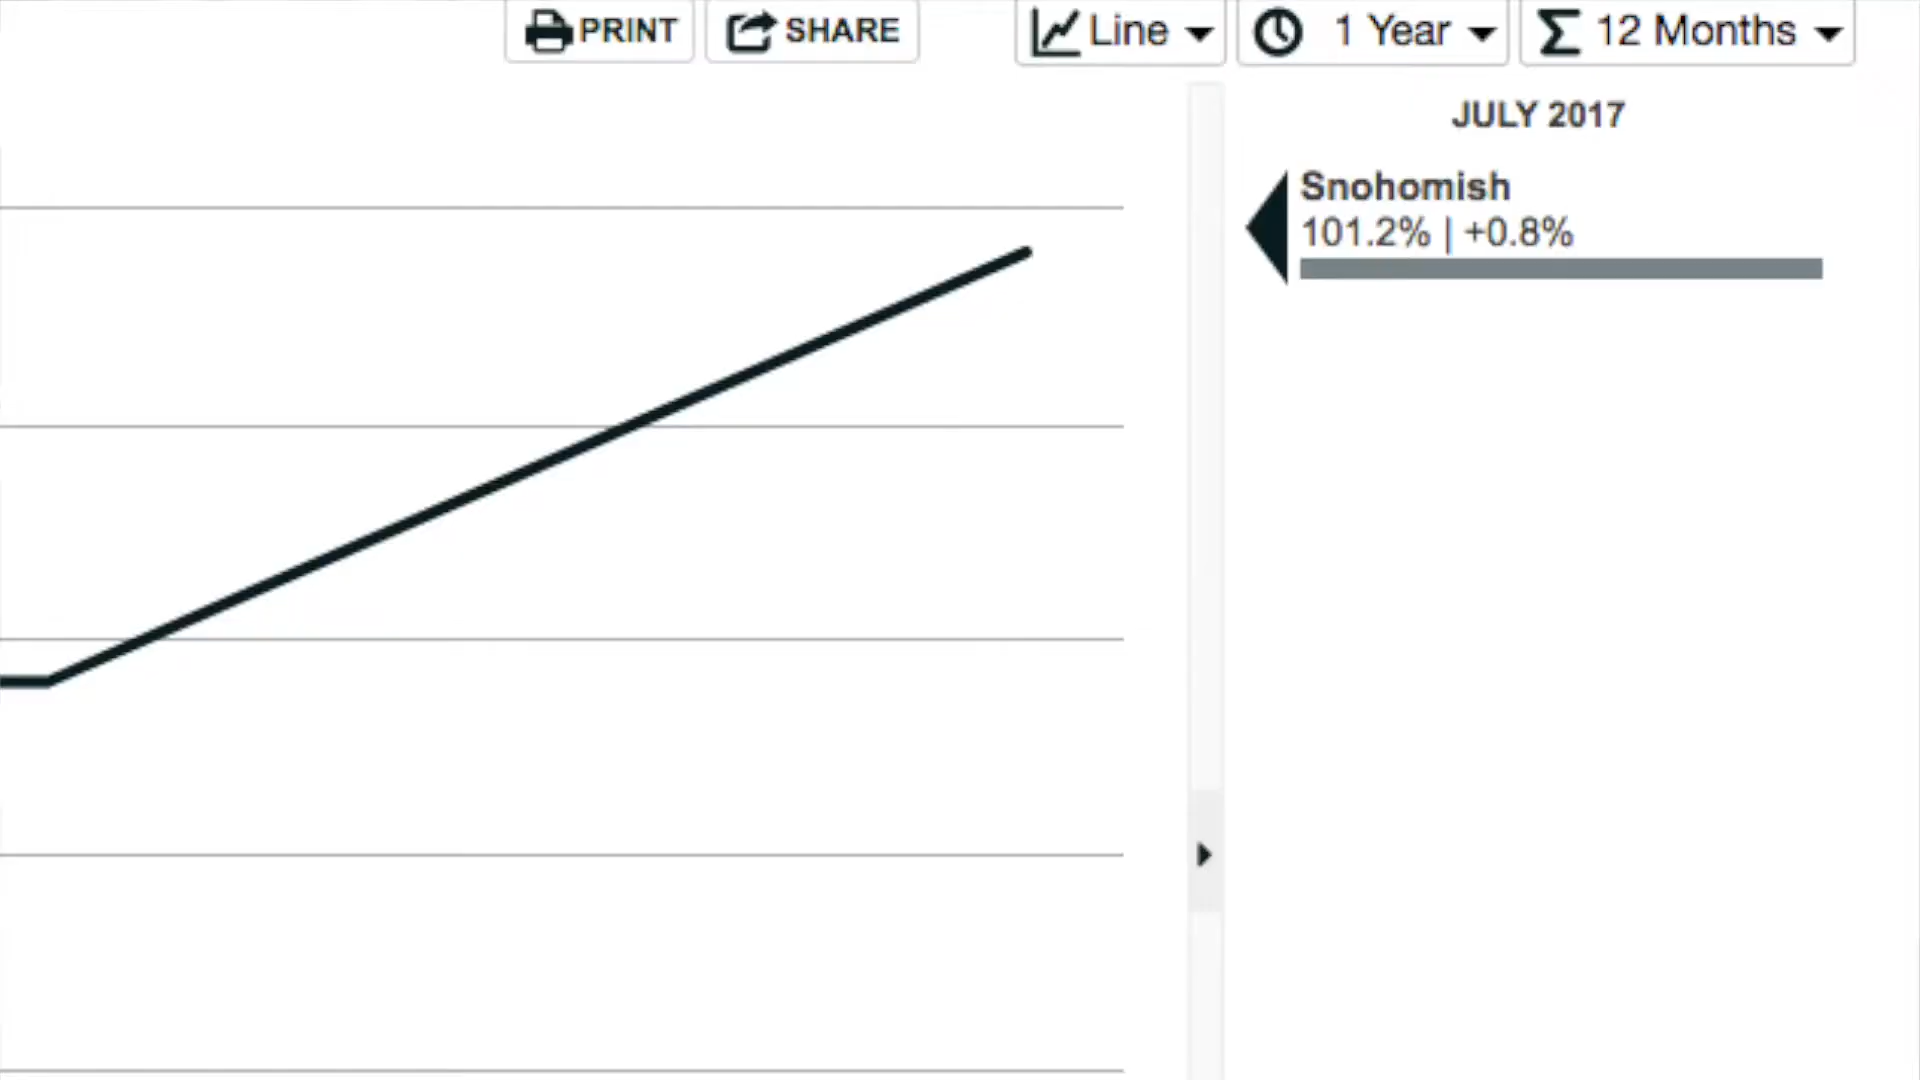 PRINT SHARE Line 1 Year 12 Months
JULY 2017
Snohomish
101.2% | +0.8%